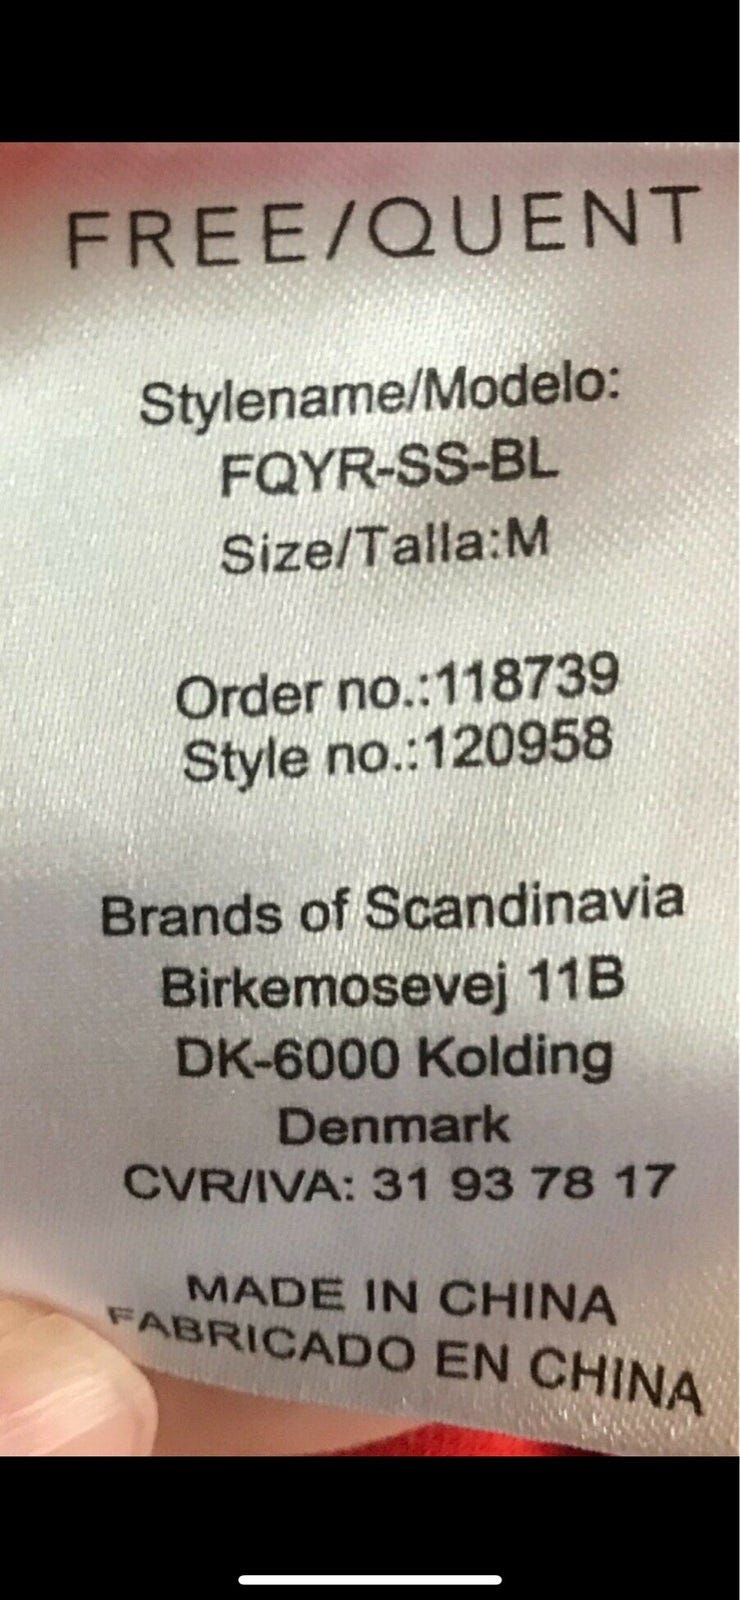 FREE/QUENT
Stylename/Modelo:
FQYR-SS-BL
Size/Talla:M
Order no.:118739
Style no.:120958
Brands of Scandinavia
Birkemosevej 11B
DK-6000 Kolding
Denmark
CVR/IVA: 31 93 78 17
MADE IN CHINA
FABRICADO EN CHINA